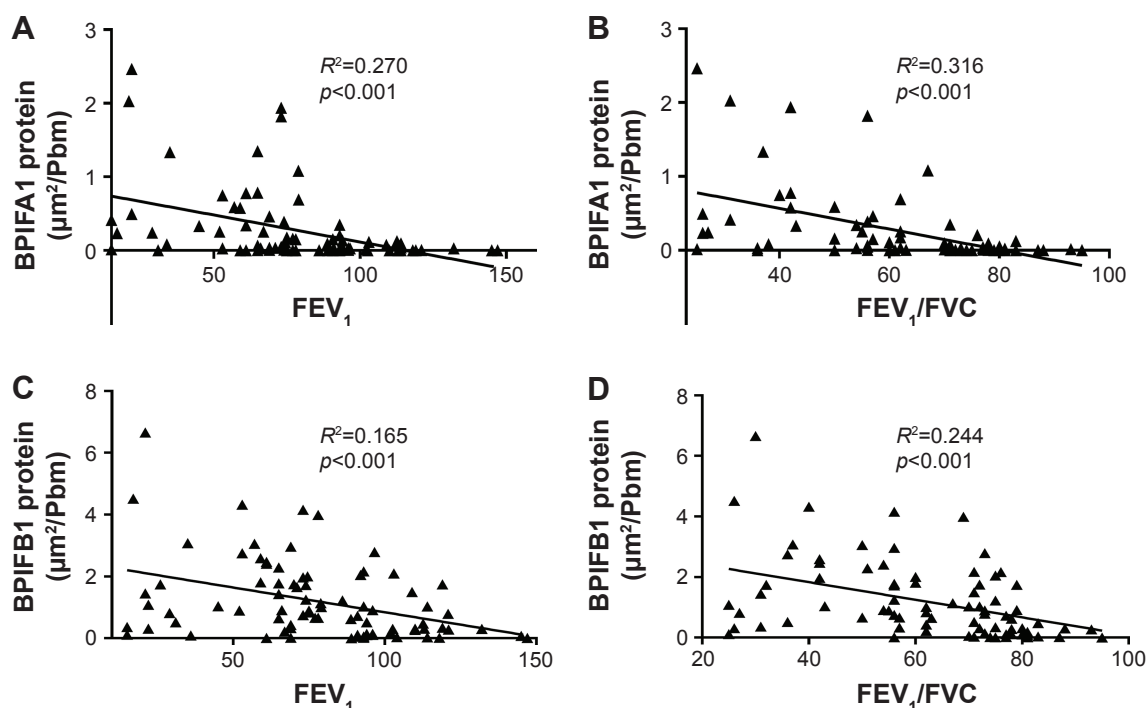 A
BPIFA1 protein
(µm²/Pbm)
3
2
1
0
50
100
150
R²=0.270
p<0.001
FEV₁
B
BPIFA1 protein
(µm²/Pbm)
3
2
1
0
40
60
80
100
R²=0.316
p<0.001
FEV₁/FVC
C
BPIFB1 protein
(µm²/Pbm)
8
6
4
2
0
50
100
150
R²=0.165
p<0.001
FEV₁
D
BPIFB1 protein
(µm²/Pbm)
8
6
4
2
0
20
40
60
80
100
R²=0.244
p<0.001
FEV₁/FVC